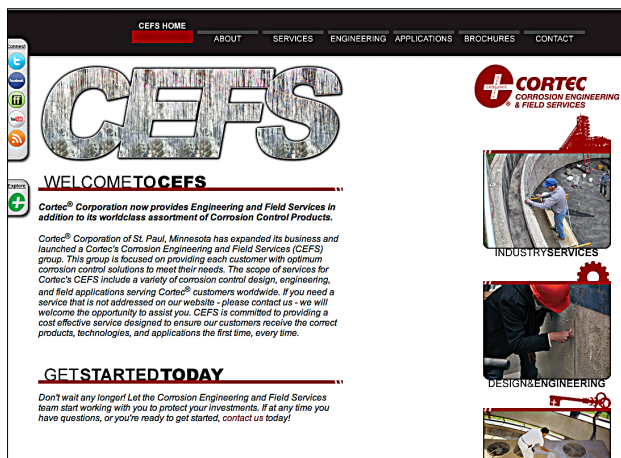 CEFS HOME
ABOUT SERVICES ENGINEERING APPLICATIONS BROCHURES CONTACT
Connect
facebook
You Tube
Explore
CEFS
CORTEC
CORROSION ENGINEERING
& FIELD SERVICES
WELCOMETOCEFS
Cortec® Corporation now provides Engineering and Field Services in
addition to its worldclass assortment of Corrosion Control Products.
Cortec® Corporation of St. Paul, Minnesota has expanded its business and
launched a Cortec's Corrosion Engineering and Field Services (CEFS)
group. This group is focused on providing each customer with optimum
corrosion control solutions to meet their needs. The scope of services for
Cortec's CEFS include a variety of corrosion control design, engineering,
and field applications serving Cortec® customers worldwide. If you need a
service that is not addressed on our website - please contact us - we will
welcome the opportunity to assist you. CEFS is committed to providing a
cost effective service designed to ensure our customers receive the correct
products, technologies, and applications the first time, every time.
GETSTARTEDTODAY
Don't wait any longer! Let the Corrosion Engineering and Field Services
team start working with you to protect your investments. If at any time you
have questions, or you're ready to get started, contact us today!
INDUSTRYSERVICES
DESIGN&ENGINEERING